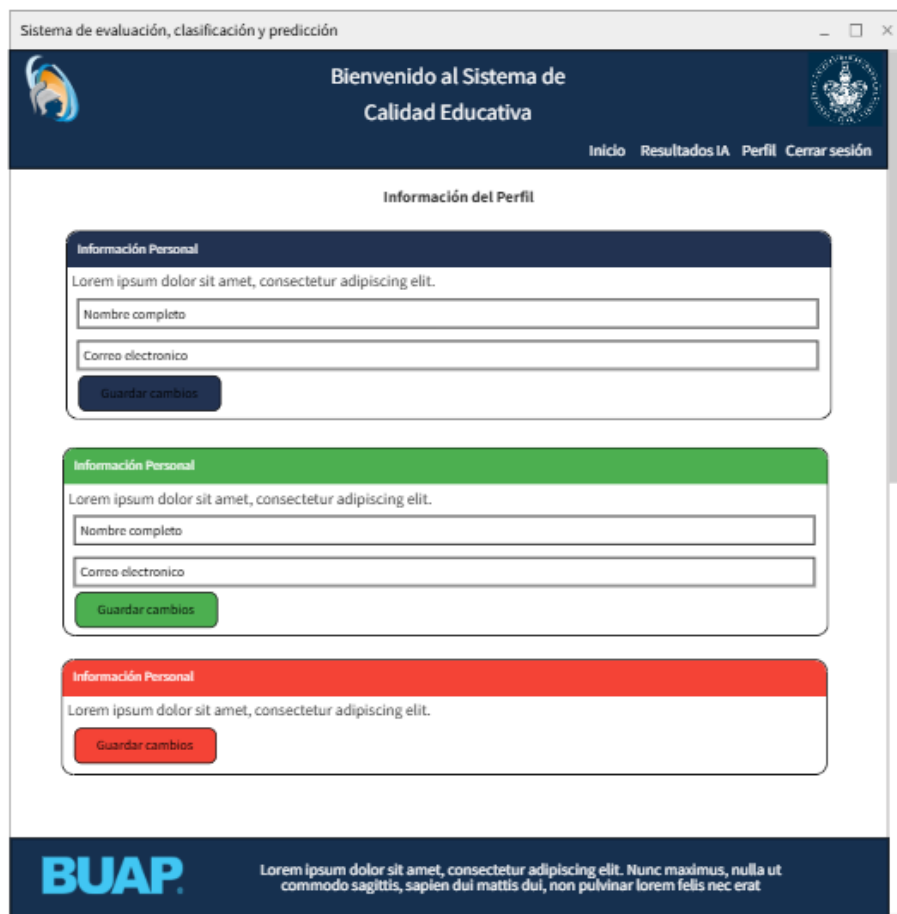 Sistema de evaluación, clasificación y predicción
Bienvenido al Sistema de
Calidad Educativa
Inicio Resultados IA Perfil Cerrar sesión
Información del Perfil
Información Personal
Lorem ipsum dolor sit amet, consectetur adipiscing elit.
Nombre completo
Correo electronico
Guardar cambios
Información Personal
Lorem ipsum dolor sit amet, consectetur adipiscing elit.
Nombre completo
Correo electronico
Guardar cambios
Información Personal
Lorem ipsum dolor sit amet, consectetur adipiscing elit.
Guardar cambios
BUAP
Lorem ipsum dolor sit amet, consectetur adipiscing elit. Nunc maximus, nulla ut
commodo sagittis, sapien dui mattis dui, non pulvinar lorem felis nec erat